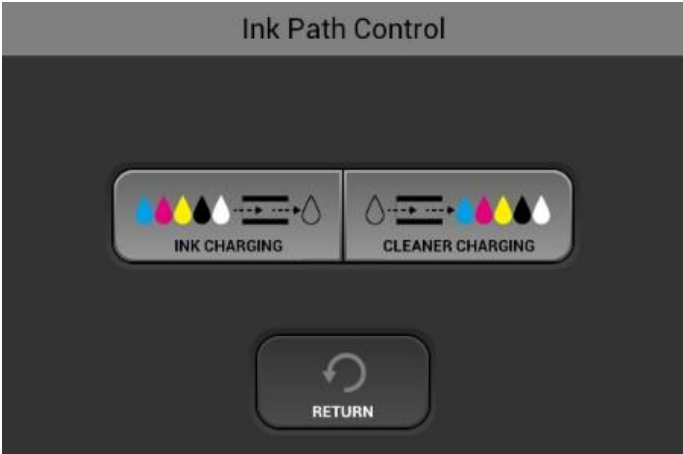 Ink Path Control
INK CHARGING
CLEANER CHARGING
RETURN